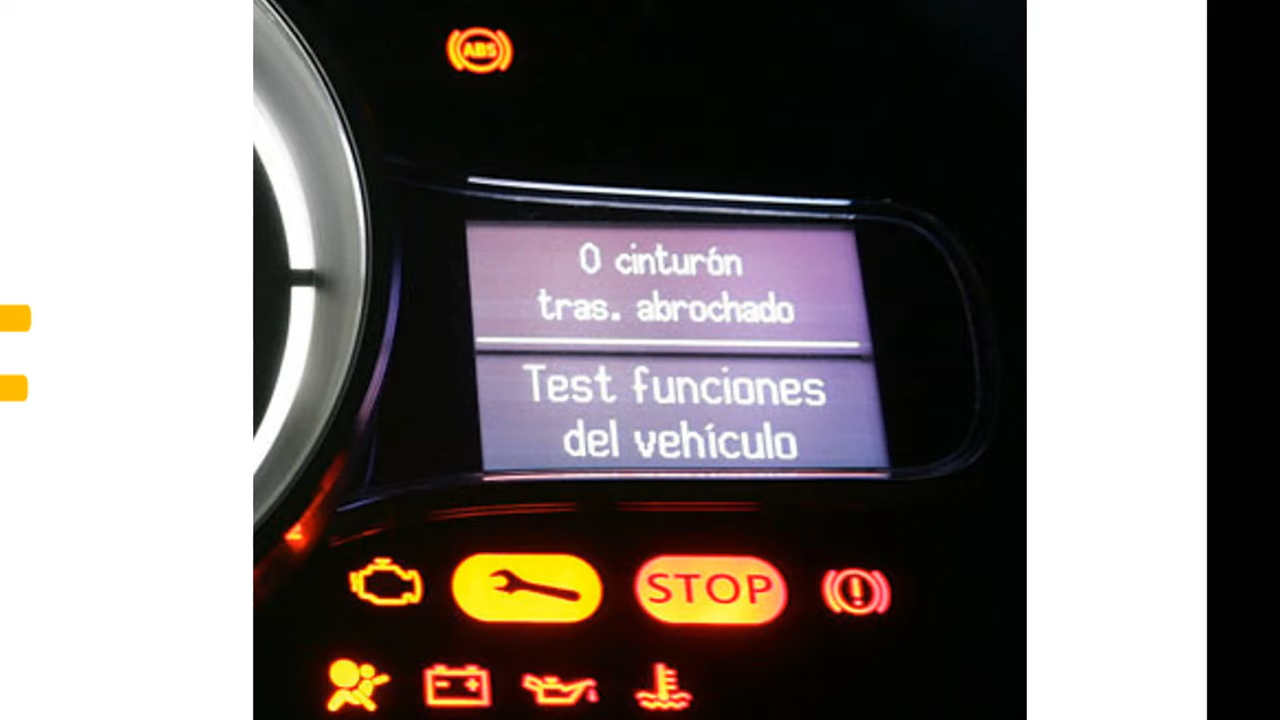 ABS
0 cinturón
tras. abrochado
Test funciones
del vehículo
STOP